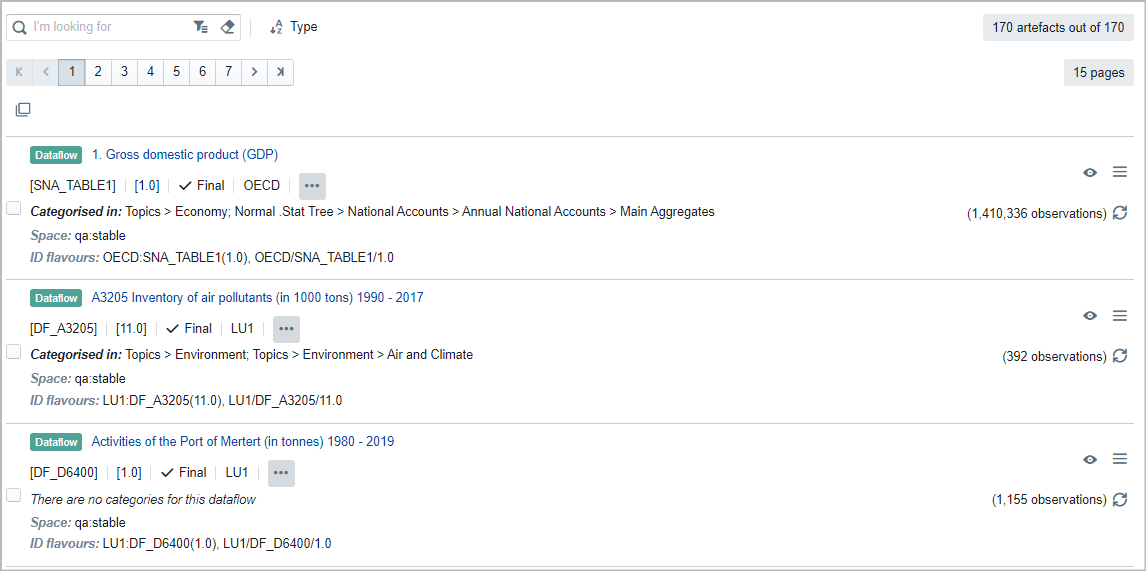 I'm looking for
Type
170 artefacts out of 170
1 2 3 4 5 6 7
15 pages
Dataflow 1. Gross domestic product (GDP)
[SNA_TABLE1] [1.0] Final OECD
Categorised in: Topics > Economy; Normal .Stat Tree > National Accounts > Annual National Accounts > Main Aggregates
(1,410,336 observations)
Space: qa:stable
ID flavours: OECD:SNA_TABLE1(1.0), OECD/SNA_TABLE1/1.0
Dataflow A3205 Inventory of air pollutants (in 1000 tons) 1990 - 2017
[DF_A3205] [11.0] Final LU1
Categorised in: Topics > Environment; Topics > Environment > Air and Climate
(392 observations)
Space: qa:stable
ID flavours: LU1:DF_A3205(11.0), LU1/DF_A3205/11.0
Dataflow Activities of the Port of Mertert (in tonnes) 1980 - 2019
[DF_D6400] [1.0] Final LU1
There are no categories for this dataflow
(1,155 observations)
Space: qa:stable
ID flavours: LU1:DF_D6400(1.0), LU1/DF_D6400/1.0